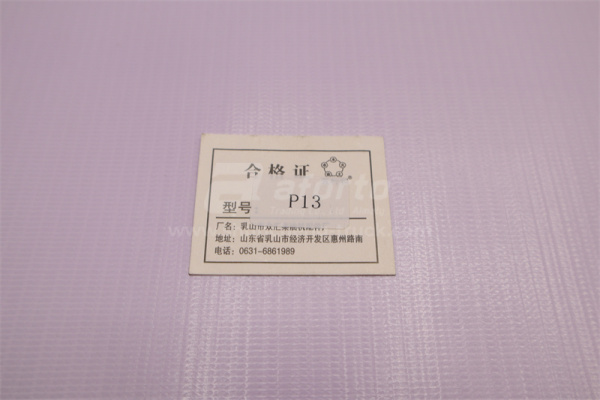 合格证
aforto
型号 P13
厂名: 乳山市
地址: 山东省乳山市经济开发区惠州路南
电话: 0631-6861989